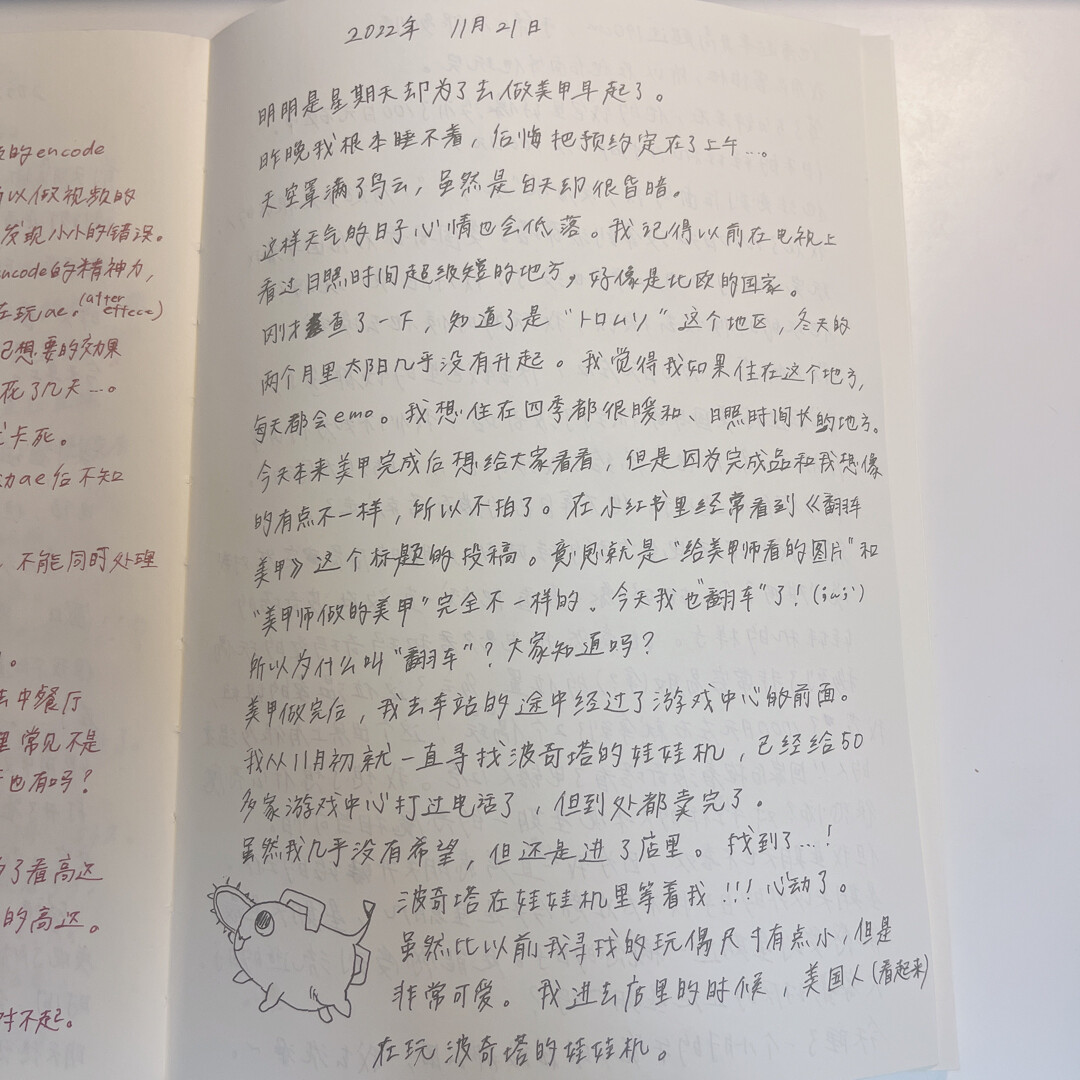 的encode
所以做视频的
发现小小的错误。
encode的精神力,
在玩ae。(after effect)
己想要的效果
花了几天...。
卡死。
ae后不知
不能同时处理
。
去中餐厅
里常见不是
也有吗?
了看高达
的高达。
对不起。
2022年 11月21日
明明是星期天却为了去做美甲早起了。
昨晚我根本睡不着,后悔把预约定在了上午...。
天空罩满了乌云,虽然是白天却很昏暗。
这样天气的日子心情也会低落。我记得以前在电视上
看过日照时间超级短的地方,好像是北欧的国家。
刚才查了一下,知道了是"トロムソ"这个地区,冬天的
两个月里太阳几乎没有升起。我觉得我如果住在这个地方,
每天都会emo。我想住在四季都很暖和、日照时间长的地方。
今天本来美甲完成后想给大家看看,但是因为完成品和我想像
的有点不一样,所以不拍了。在小红书里经常看到《翻车
美甲》这个标题的投稿。意思就是"给美甲师看的图片"和
"美甲师做的美甲"完全不一样的。今天我也"翻车"了!(;ω;)
所以为什么叫"翻车"?大家知道吗?
美甲做完后,我去车站的途中经过了游戏中心的前面。
我从11月初就一直寻找波奇塔的娃娃机,已经给50
多家游戏中心打过电话了,但到处都卖完了。
虽然我几乎没有希望,但还是进了店里。找到了...!
波奇塔在娃娃机里等着我!!!心动了。
虽然比以前我寻找的玩偶尺寸有点小,但是
非常可爱。我进去店里的时候,美国人(看起来)
在玩波奇塔的娃娃机。